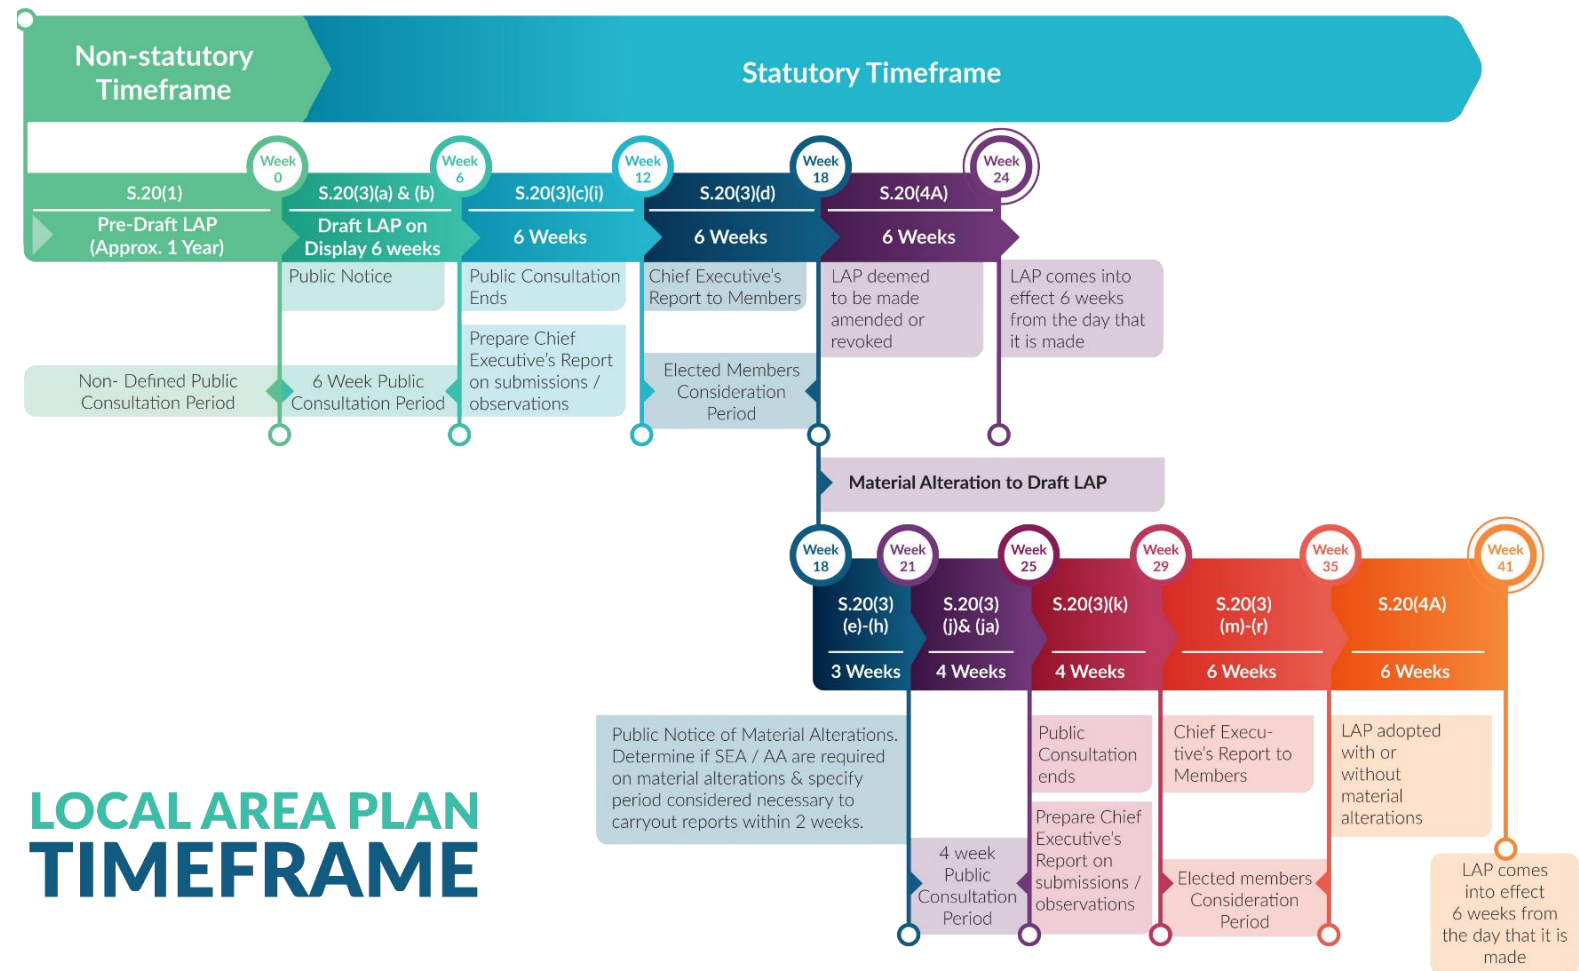 Non-statutory
Timeframe
Statutory Timeframe
Week
0
Week
6
Week
12
Week
18
Week
24
S.20(1)
Pre-Draft LAP
(Approx. 1 Year)
S.20(3)(a) & (b)
Draft LAP on
Display 6 weeks
S.20(3)(c)(i)
6 Weeks
S.20(3)(d)
6 Weeks
S.20(4A)
6 Weeks
Public Notice
Public Consultation
Ends
Chief Executive's
Report to Members
LAP deemed
to be made
amended or
revoked
LAP comes into
effect 6 weeks
from the day that
it is made
Non- Defined Public
Consultation Period
6 Week Public
Consultation Period
Prepare Chief
Executive's Report
on submissions /
observations
Elected Members
Consideration
Period
Material Alteration to Draft LAP
Week
18
Week
21
Week
25
Week
29
Week
35
Week
41
S.20(3)
(e)-(h)
3 Weeks
S.20(3)
(j)& (ja)
4 Weeks
S.20(3)(k)
4 Weeks
S.20(3)
(m)-(r)
6 Weeks
S.20(4A)
6 Weeks
Public Notice of Material Alterations.
Determine if SEA / AA are required
on material alterations & specify
period considered necessary to
carryout reports within 2 weeks.
4 week
Public
Consultation
Period
Public
Consultation
ends
Prepare Chief
Executive's
Report on
submissions /
observations
Chief Execu-
tive's Report to
Members
Elected members
Consideration
Period
LAP adopted
with or
without
material
alterations
LAP comes
into effect
6 weeks from
the day that it is
made
LOCAL AREA PLAN
TIMEFRAME